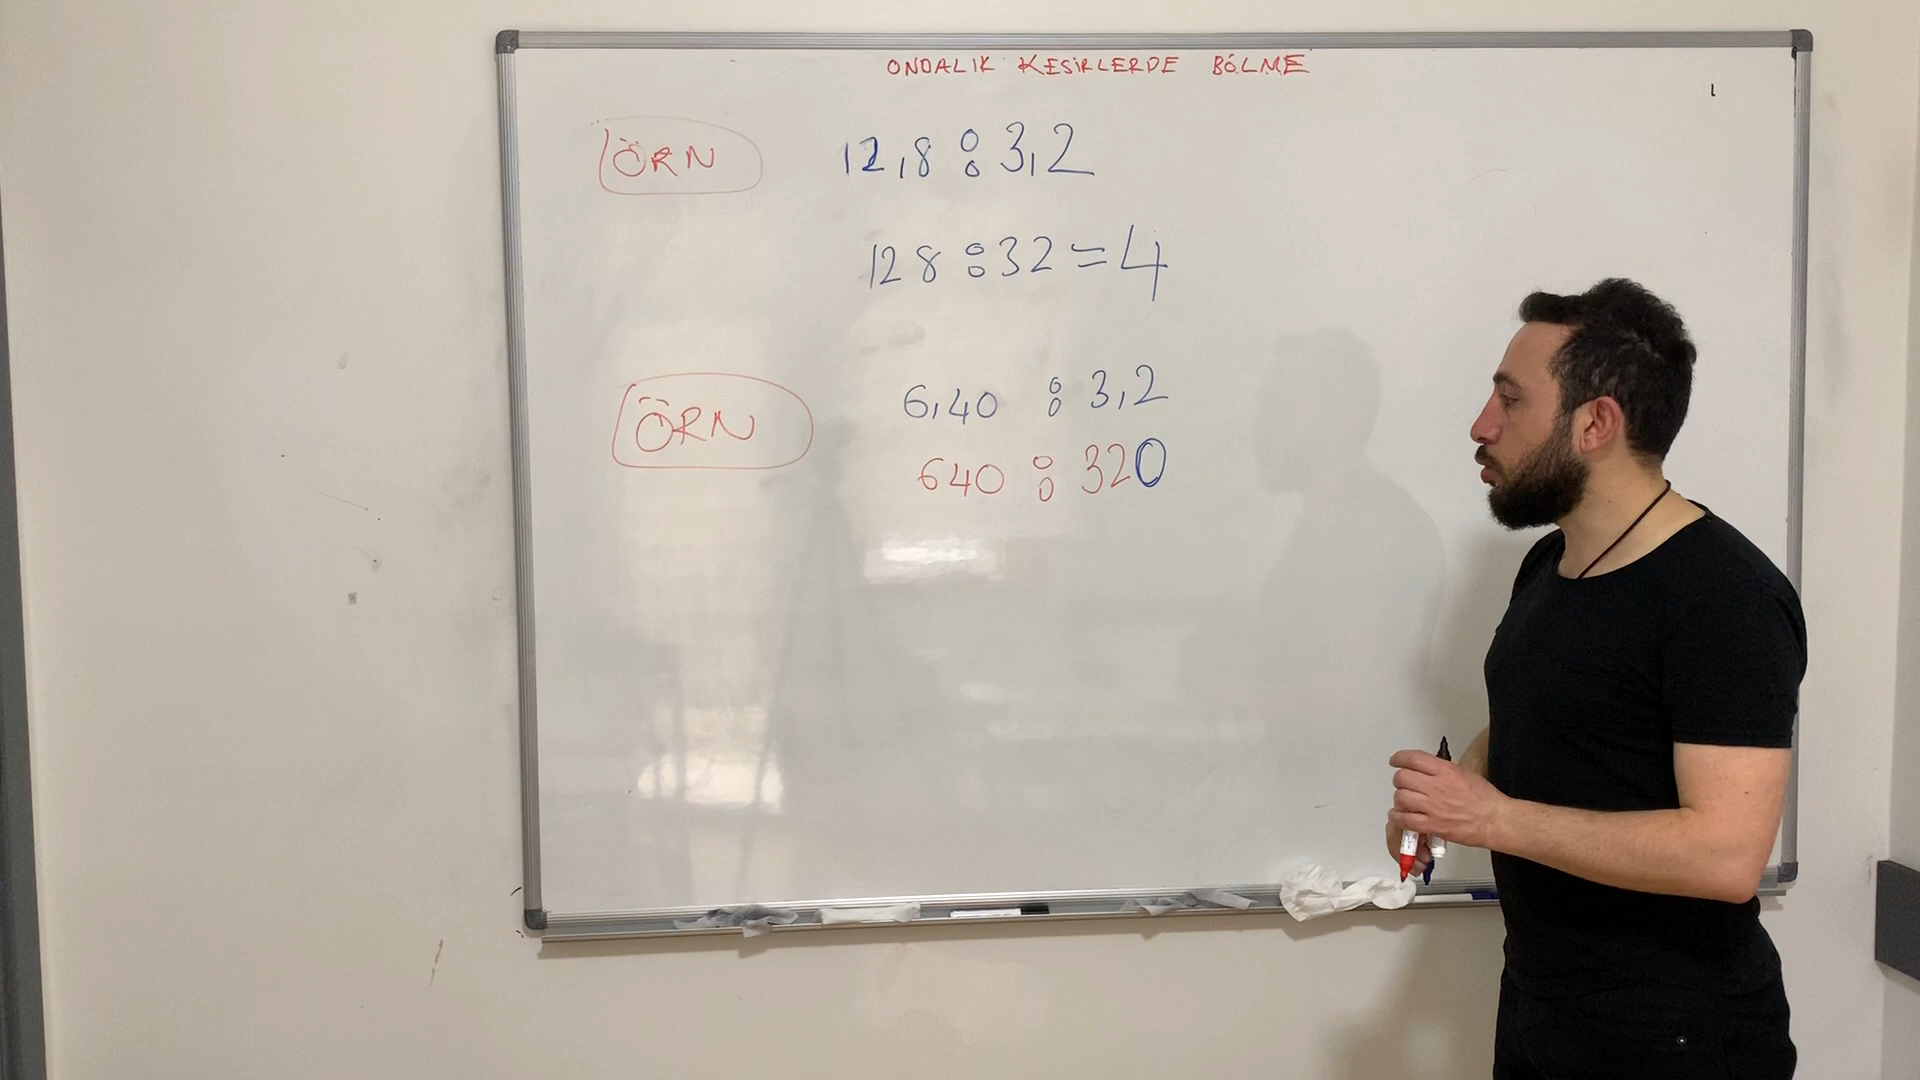 ONDALIK KESİRLERDE BÖLME
ÖRN 12,8 : 3,2
128 : 32 = 4
ÖRN 6,40 : 3,2
640 : 320